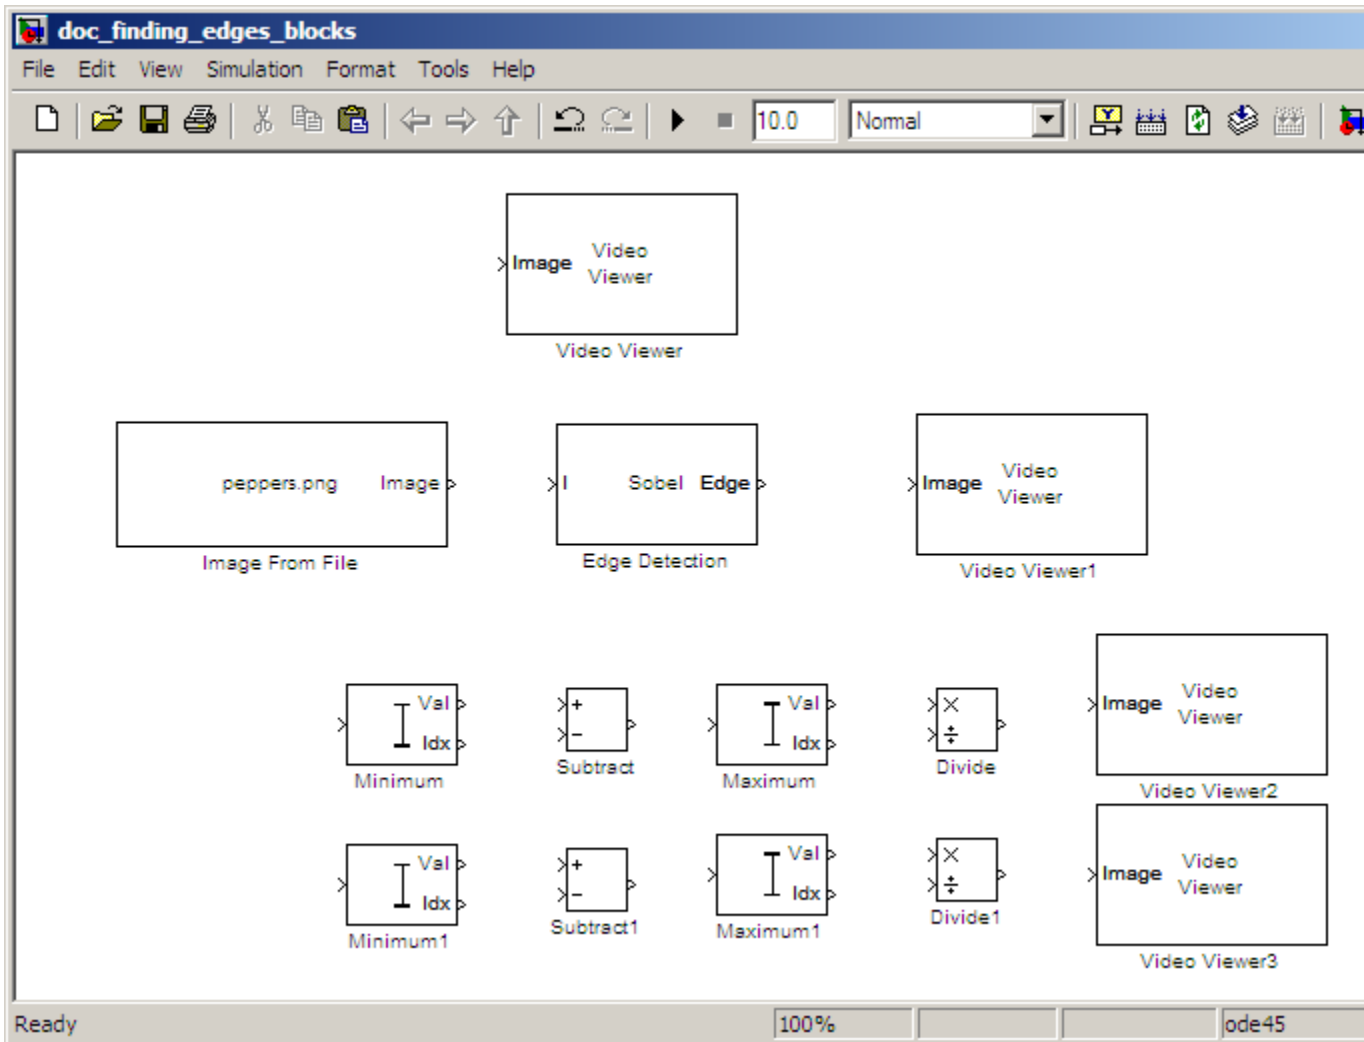 doc_finding_edges_blocks
File Edit View Simulation Format Tools Help
10.0 Normal
Image Video
Viewer
Video Viewer
peppers.png Image
Image From File
I Sobel Edge
Edge Detection
Image Video
Viewer
Video Viewer1
Val
Idx
Minimum
+
−
Subtract
Val
Idx
Maximum
×
÷
Divide
Image Video
Viewer
Video Viewer2
Val
Idx
Minimum1
+
−
Subtract1
Val
Idx
Maximum1
×
÷
Divide1
Image Video
Viewer
Video Viewer3
Ready 100% ode45